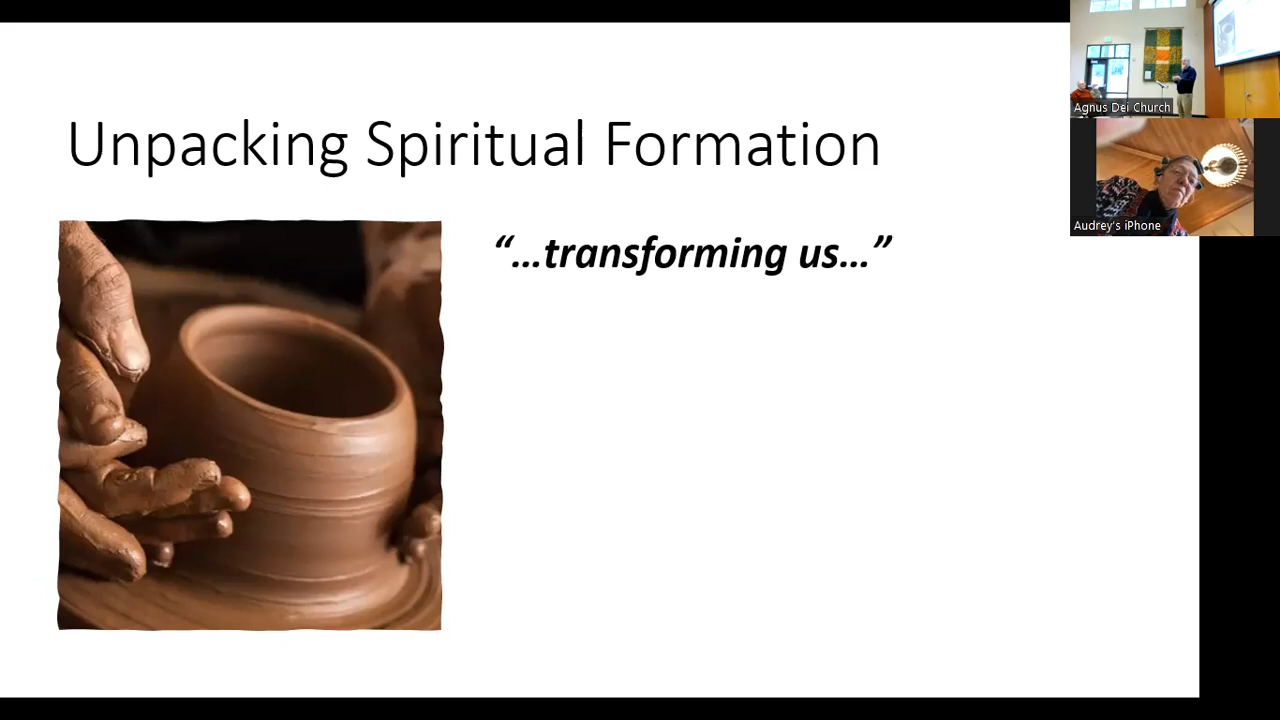 Unpacking Spiritual Formation
“...transforming us...”
Agnus Dei Church
Audrey's iPhone